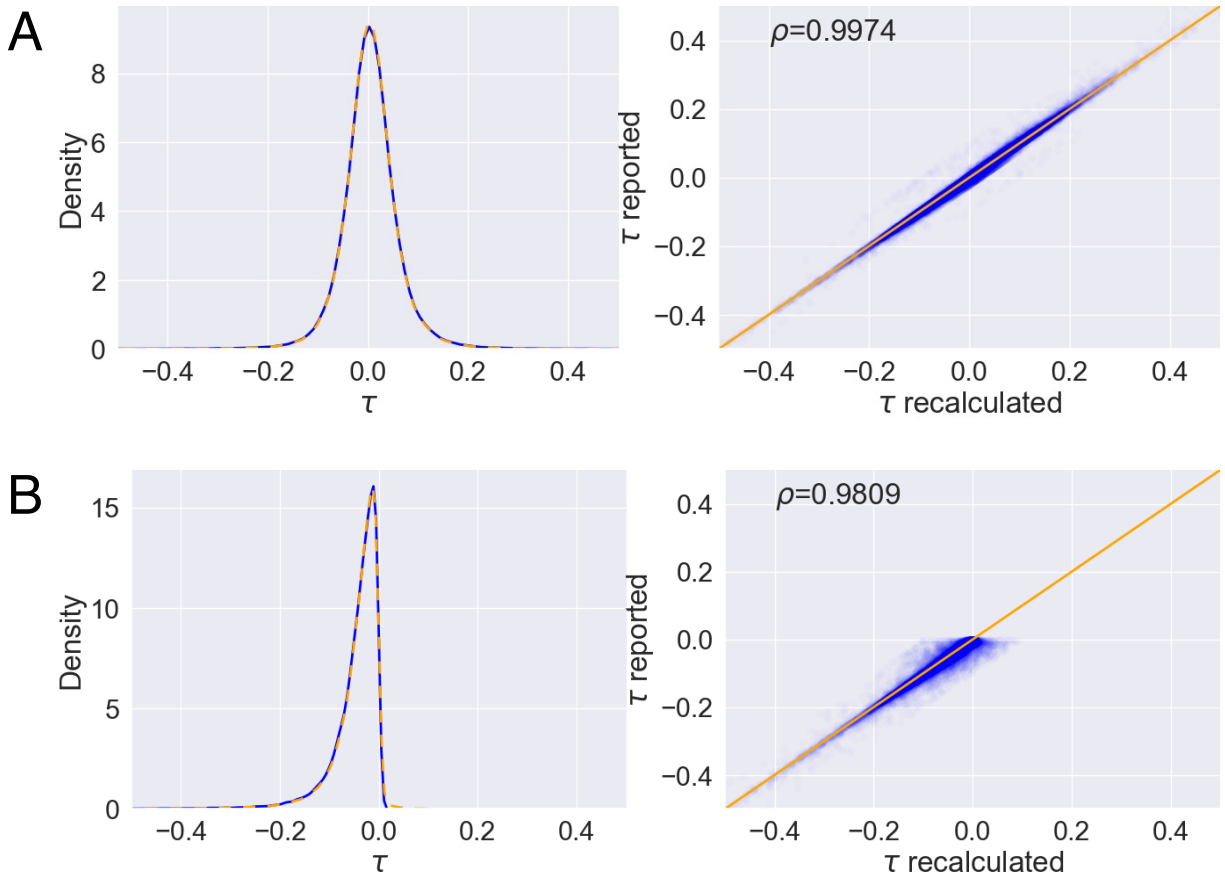 A
Density
8
6
4
2
0
−0.4 −0.2 0.0 0.2 0.4
τ
ρ=0.9974
τ reported
0.4
0.2
0.0
−0.2
−0.4
−0.4 −0.2 0.0 0.2 0.4
τ recalculated
B
Density
15
10
5
0
−0.4 −0.2 0.0 0.2 0.4
τ
ρ=0.9809
τ reported
0.4
0.2
0.0
−0.2
−0.4
−0.4 −0.2 0.0 0.2 0.4
τ recalculated